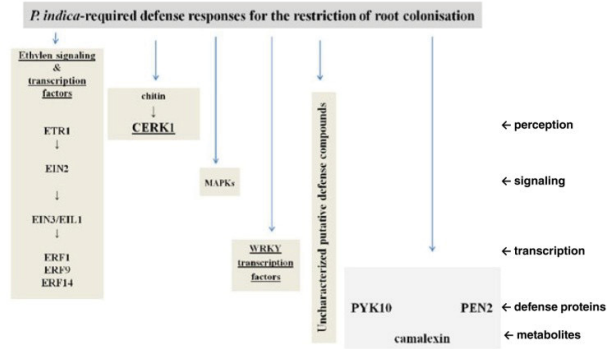 P. indica-required defense responses for the restriction of root colonisation
Ethylen signaling
&
transcription
factors
ETR1
↓
EIN2
↓
EIN3/EIL1
↓
ERF1
ERF9
ERF14
chitin
↓
CERK1
MAPKs
WRKY
transcription
factors
Uncharacterized putative defense compounds
PYK10 PEN2
camalexin
← perception
← signaling
← transcription
← defense proteins
← metabolites